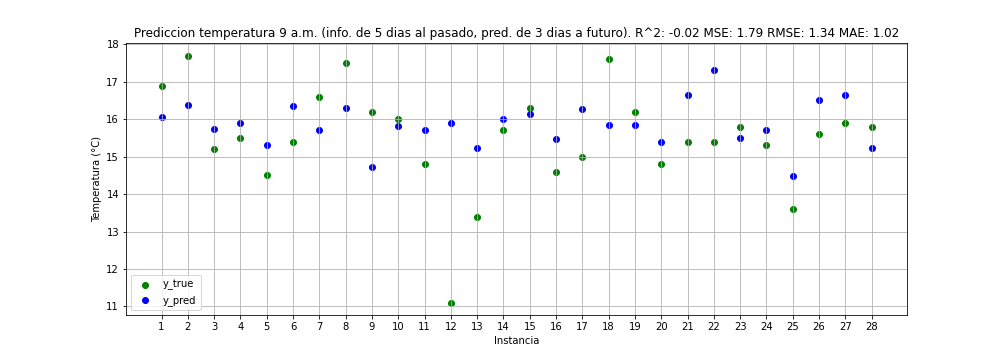 Prediccion temperatura 9 a.m. (info. de 5 dias al pasado, pred. de 3 dias a futuro). R^2: -0.02 MSE: 1.79 RMSE: 1.34 MAE: 1.02
18
17
16
15
14
13
12
11
Temperatura (°C)
y_true
y_pred
1 2 3 4 5 6 7 8 9 10 11 12 13 14 15 16 17 18 19 20 21 22 23 24 25 26 27 28
Instancia